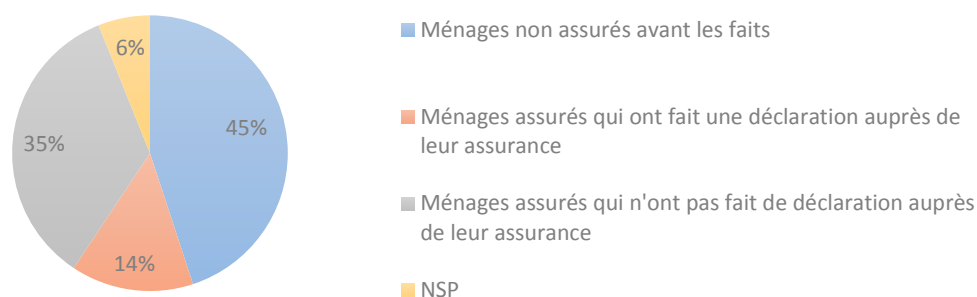 6%
45%
35%
14%
Ménages non assurés avant les faits
Ménages assurés qui ont fait une déclaration auprès de
leur assurance
Ménages assurés qui n'ont pas fait de déclaration auprès
de leur assurance
NSP